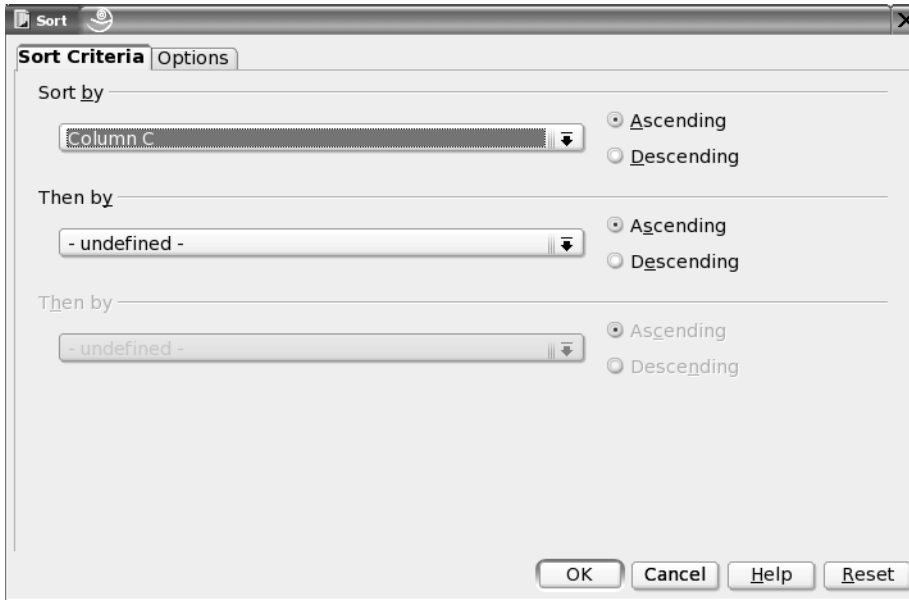 Sort
Sort Criteria Options
Sort by
Column C
Ascending
Descending
Then by
- undefined -
Ascending
Descending
Then by
- undefined -
Ascending
Descending
OK Cancel Help Reset